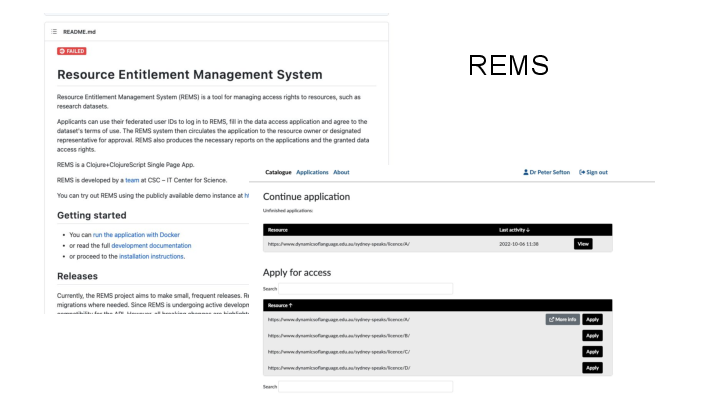 README.md
FAILED
REMS
Resource Entitlement Management System
Resource Entitlement Management System (REMS) is a tool for managing access rights to resources, such as
research datasets.
Applicants can use their federated user IDs to log in to REMS, fill in the data access application and agree to the
dataset's terms of use. The REMS system then circulates the application to the resource owner or designated
representative for approval. REMS also produces the necessary reports on the applications and the granted data
access rights.
REMS is a Clojure+ClojureScript Single Page App.
REMS is developed by a team at CSC – IT Center for Science.
You can try out REMS using the publicly available demo instance at
Getting started
• You can run the application with Docker
• or read the full development documentation
• or proceed to the installation instructions.
Releases
Currently, the REMS project aims to make small, frequent releases.
migrations where needed. Since REMS is undergoing active
Catalogue Applications About
Dr Peter Sefton Sign out
Continue application
Unfinished applications:
Resource Last activity ↓
https://www.dynamicsoflanguage.edu.au/sydney-speaks/licence/A/ 2022-10-06 11:38 View
Apply for access
Search
Resource ↑
https://www.dynamicsoflanguage.edu.au/sydney-speaks/licence/A/ More info Apply
https://www.dynamicsoflanguage.edu.au/sydney-speaks/licence/B/ Apply
https://www.dynamicsoflanguage.edu.au/sydney-speaks/licence/C/ Apply
https://www.dynamicsoflanguage.edu.au/sydney-speaks/licence/D/ Apply
Search